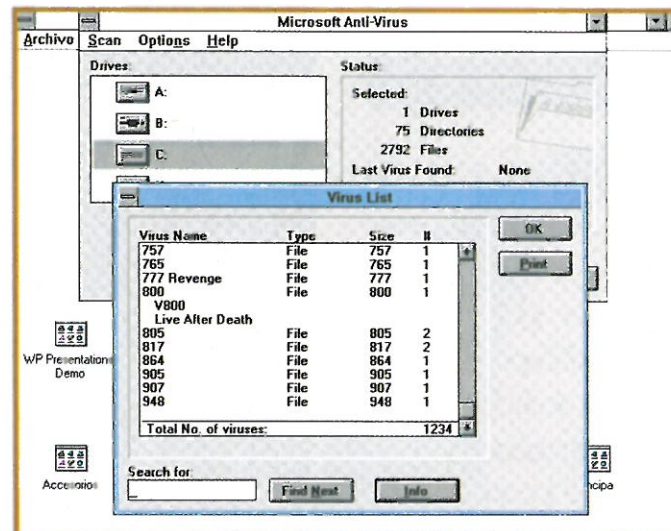 Microsoft Anti-Virus
Archivo
Scan Options Help
Drives:
A:
B:
C:
Status:
Selected:
1 Drives
75 Directories
2792 Files
Last Virus Found: None
Virus List
Virus Name Type Size #
757 File 757 1
765 File 765 1
777 Revenge File 777 1
800 File 800 1
V800
Live After Death
805 File 805 2
817 File 817 2
864 File 864 1
905 File 905 1
907 File 907 1
948 File 948 1
Total No. of viruses: 1234
OK
Print
Search for:
Find Next
Info
WP Presentations
Demo
Accesorios
ncipa